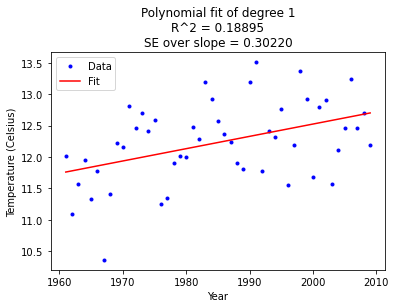 Polynomial fit of degree 1
R^2 = 0.18895
SE over slope = 0.30220
Data
Fit
Temperature (Celsius)
13.5
13.0
12.5
12.0
11.5
11.0
10.5
1960 1970 1980 1990 2000 2010
Year